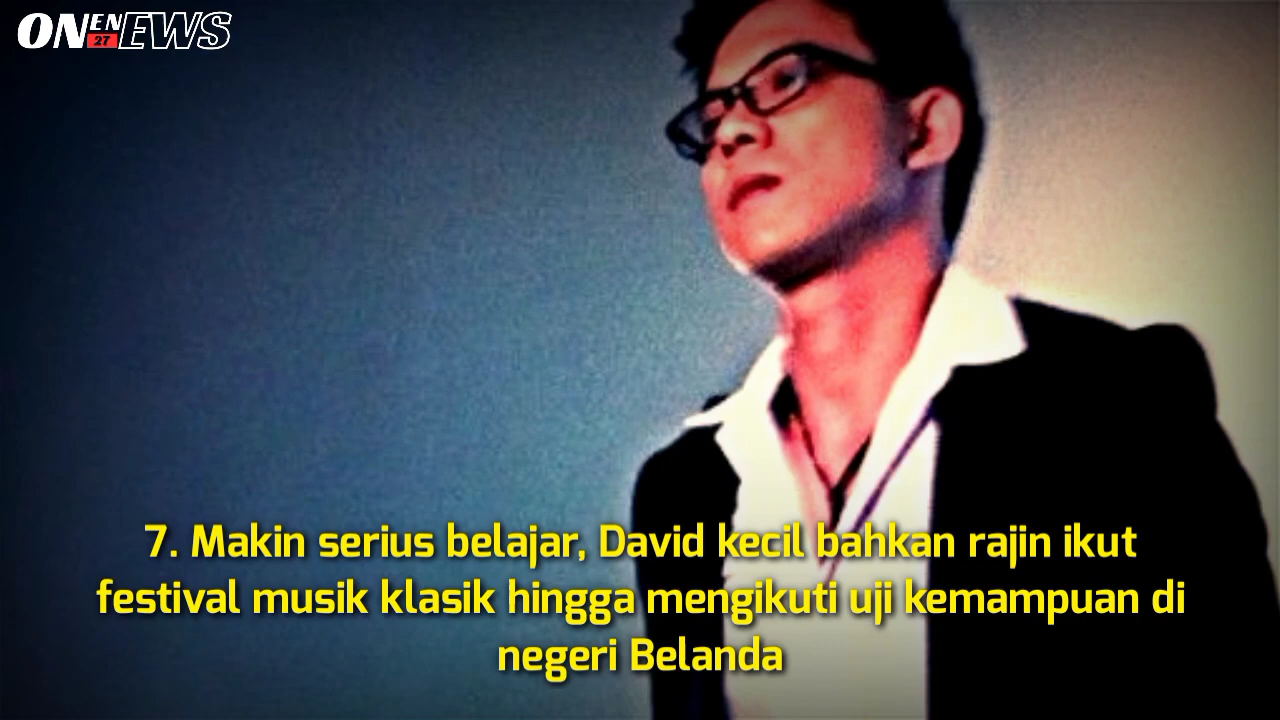 ONENEWS
27
7. Makin serius belajar, David kecil bahkan rajin ikut
festival musik klasik hingga mengikuti uji kemampuan di
negeri Belanda